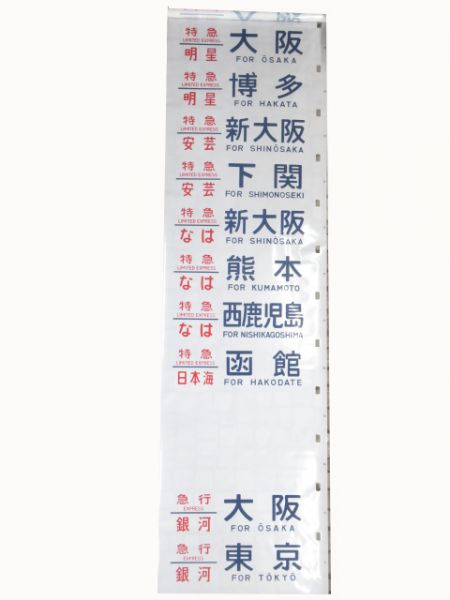 特急 大阪
LIMITED EXPRESS
明星 FOR ŌSAKA
特急 博多
LIMITED EXPRESS
明星 FOR HAKATA
特急 新大阪
LIMITED EXPRESS
安芸 FOR SHINŌSAKA
特急 下関
LIMITED EXPRESS
安芸 FOR SHIMONOSEKI
特急 新大阪
LIMITED EXPRESS
なは FOR SHINŌSAKA
特急 熊本
LIMITED EXPRESS
なは FOR KUMAMOTO
特急 西鹿児島
LIMITED EXPRESS
なは FOR NISHIKAGOSHIMA
特急 函館
LIMITED EXPRESS
日本海 FOR HAKODATE
急行 大阪
EXPRESS
銀河 FOR ŌSAKA
急行 東京
EXPRESS
銀河 FOR TŌKYŌ